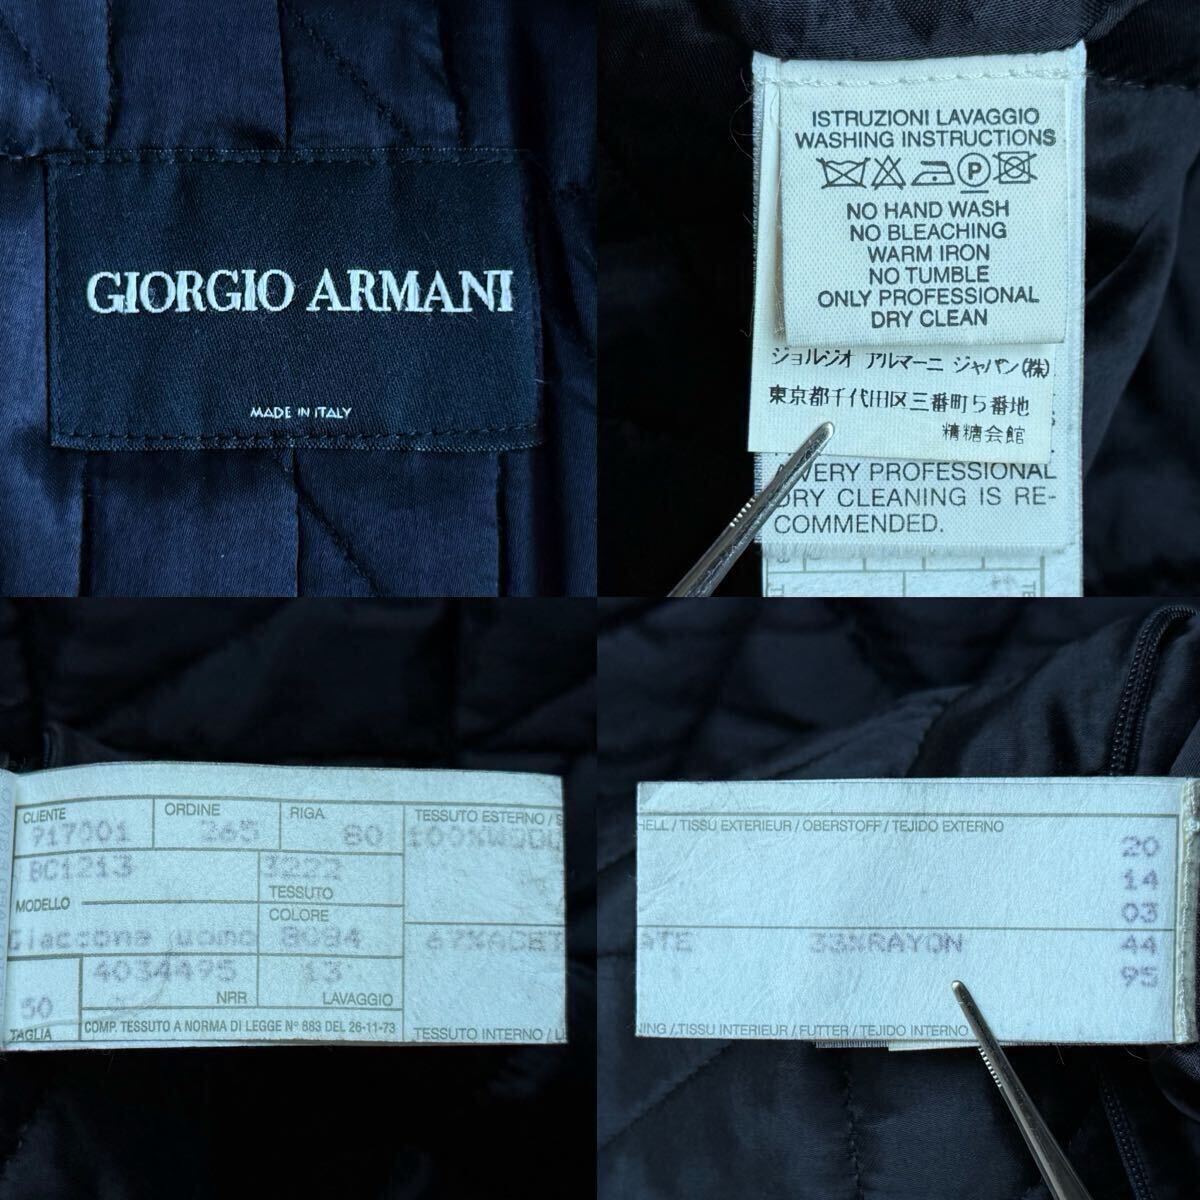 GIORGIO ARMANI
MADE IN ITALY
ISTRUZIONI LAVAGGIO
WASHING INSTRUCTIONS
P
NO HAND WASH
NO BLEACHING
WARM IRON
NO TUMBLE
ONLY PROFESSIONAL
DRY CLEAN
ジョルジオ アルマーニ ジャパン(株)
東京都千代田区三番町5番地
精糖会館
A VERY PROFESSIONAL
DRY CLEANING IS RE-
COMMENDED.
CLIENTE ORDINE RIGA TESSUTO ESTERNO / S
917001 265 80 100%WOOL
BC1213 3222
MODELLO TESSUTO
COLORE
Giaccone uomo 8084 67%ACET
4034495 13
50 NRR LAVAGGIO
TAGLIA COMP. TESSUTO A NORMA DI LEGGE N° 883 DEL 26-11-73 TESSUTO INTERNO / L
HELL / TISSU EXTERIEUR / OBERSTOFF / TEJIDO EXTERNO
20
14
03
ATE 33%RAYON 44
95
NING / TISSU INTERIEUR / FUTTER / TEJIDO INTERNO